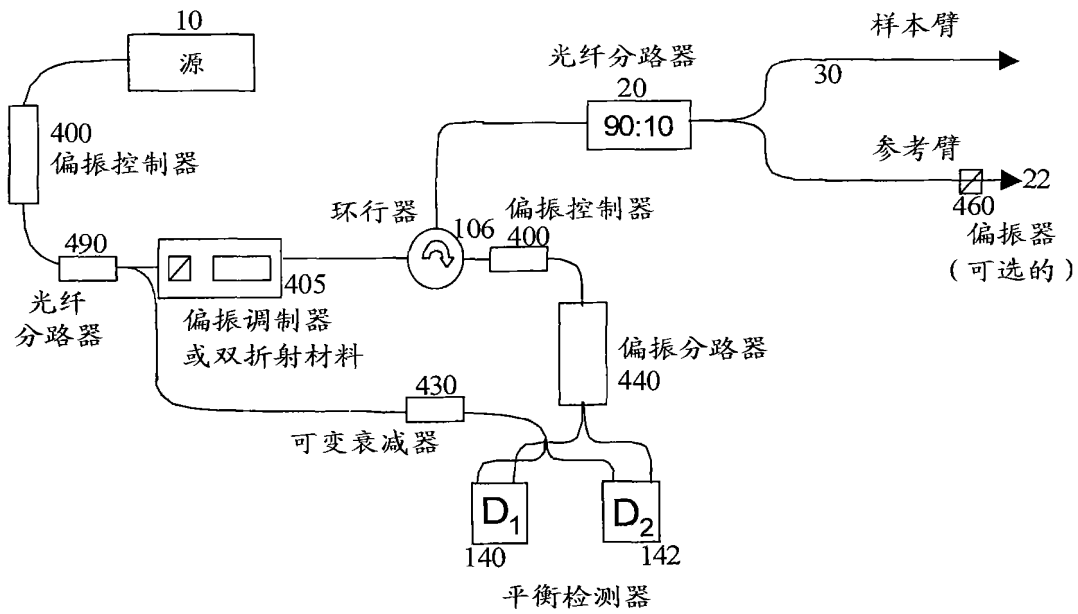 10
源
400
偏振控制器
490
光纤
分路器
405
偏振调制器
或双折射材料
环行器
106
偏振控制器
400
光纤分路器
20
90:10
样本臂
30
参考臂
22
460
偏振器
(可选的)
偏振分路器
440
430
可变衰减器
D₁
140
D₂
142
平衡检测器